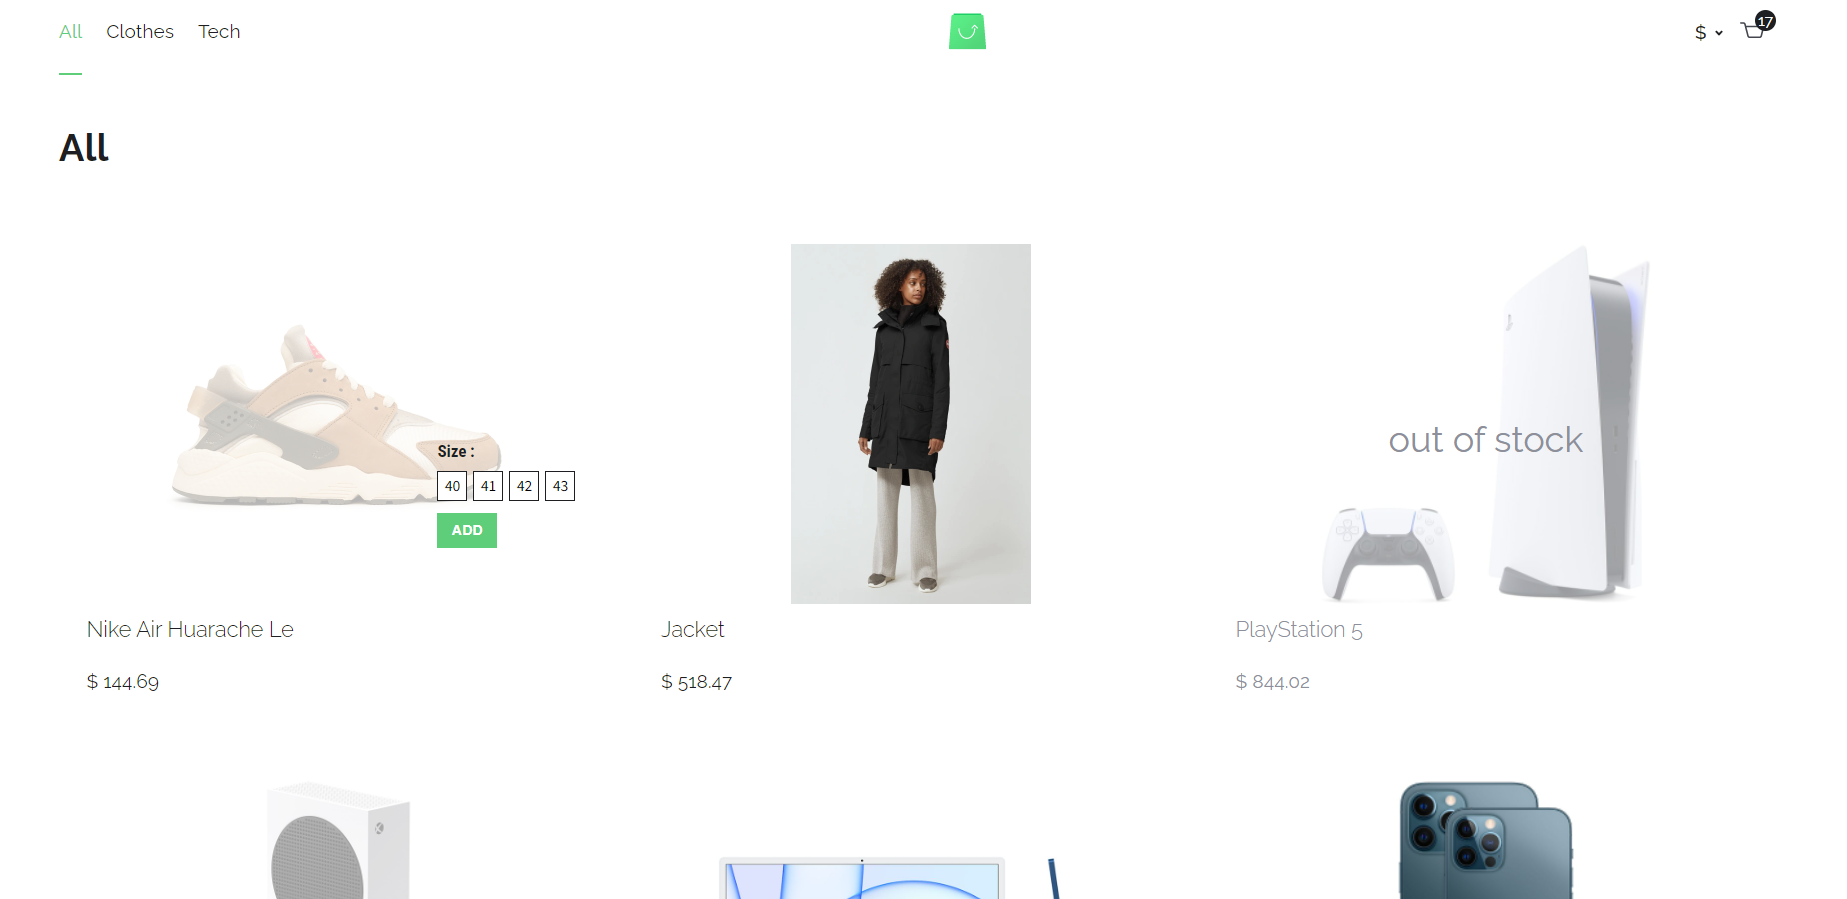 All Clothes Tech
$ 17
All
out of stock
Size :
40 41 42 43
ADD
Nike Air Huarache Le Jacket PlayStation 5
$ 144.69 $ 518.47 $ 844.02